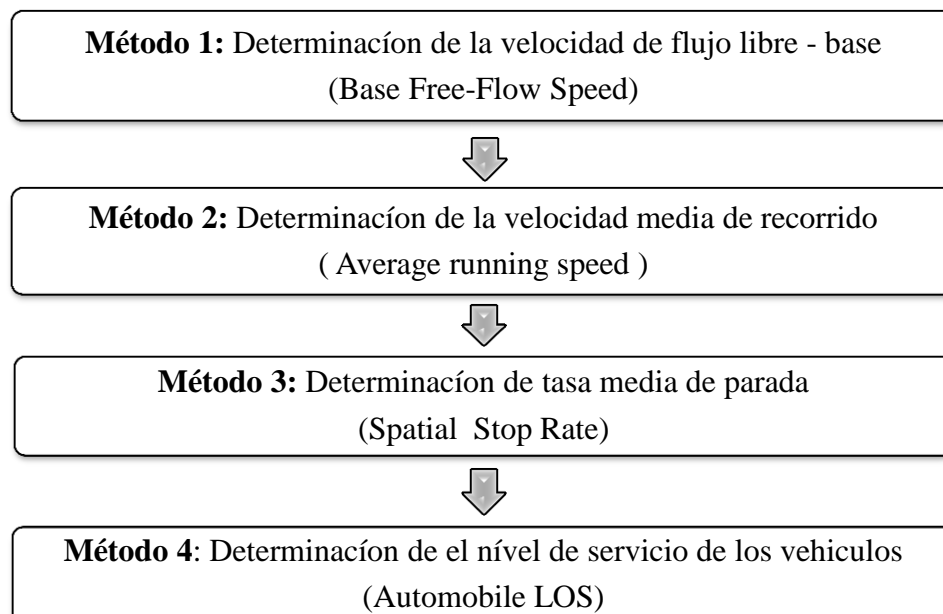 Método 1: Determinacíon de la velocidad de flujo libre - base
(Base Free-Flow Speed)
Método 2: Determinacíon de la velocidad media de recorrido
( Average running speed )
Método 3: Determinacíon de tasa media de parada
(Spatial Stop Rate)
Método 4: Determinacíon de el nível de servicio de los vehiculos
(Automobile LOS)